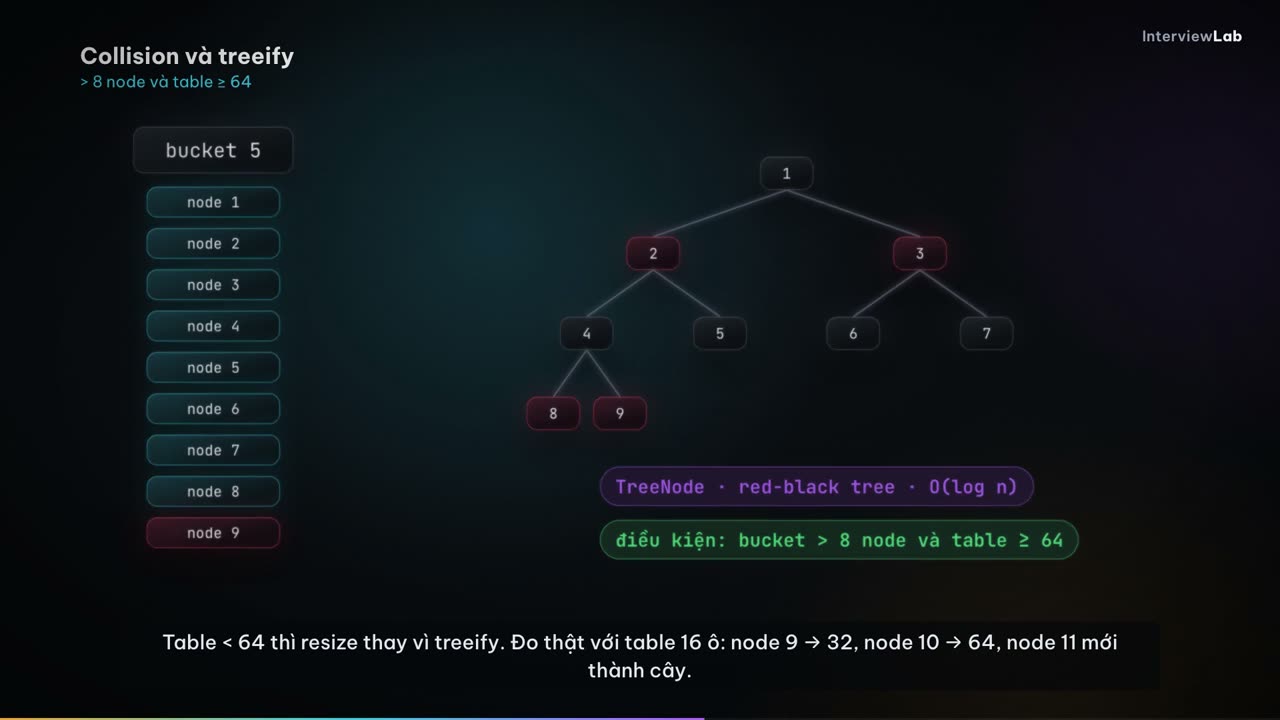 InterviewLab
Collision và treeify
> 8 node và table ≥ 64
bucket 5
node 1
node 2
node 3
node 4
node 5
node 6
node 7
node 8
node 9
1
2
3
4
5
6
7
8
9
TreeNode · red-black tree · O(log n)
điều kiện: bucket > 8 node và table ≥ 64
Table < 64 thì resize thay vì treeify. Đo thật với table 16 ô: node 9 → 32, node 10 → 64, node 11 mới
thành cây.